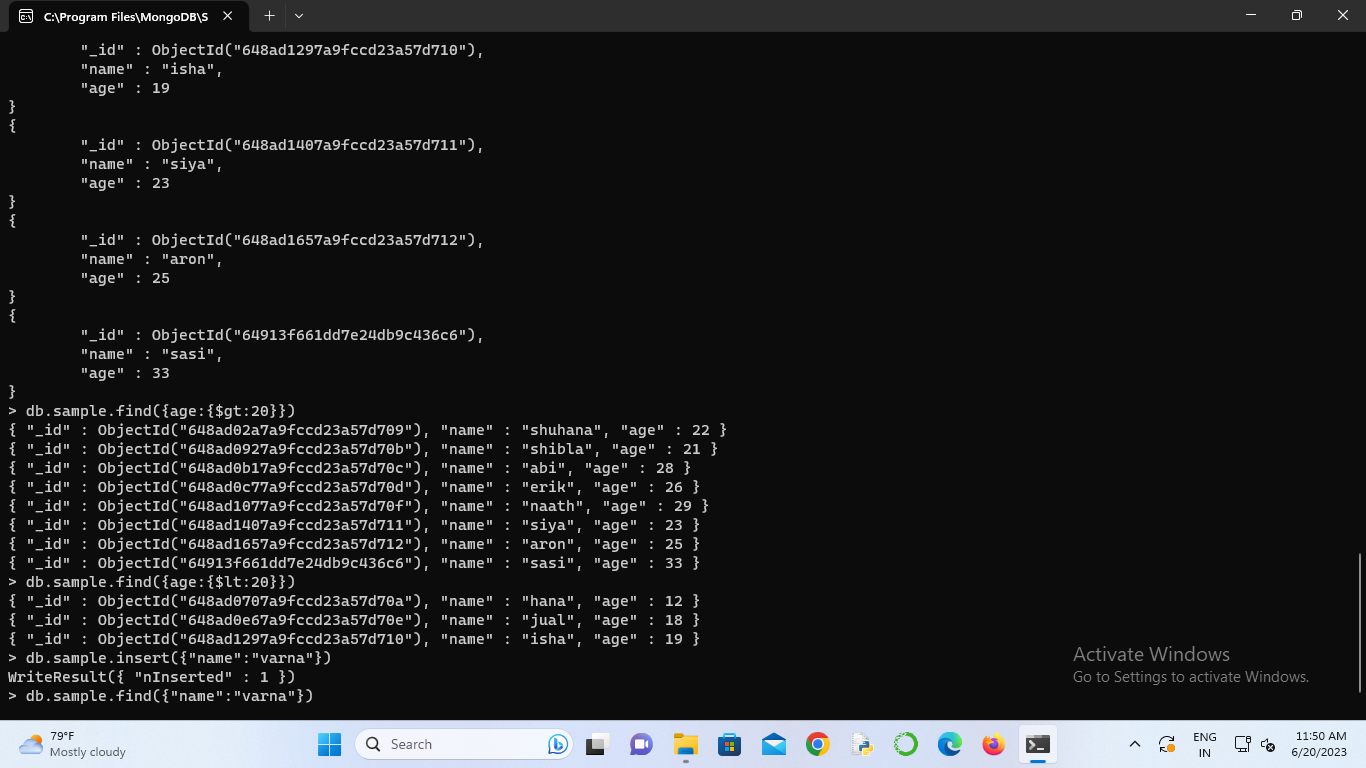 C:\Program Files\MongoDB\S
"_id" : ObjectId("648ad1297a9fccd23a57d710"),
"name" : "isha",
"age" : 19
}
{
"_id" : ObjectId("648ad1407a9fccd23a57d711"),
"name" : "siya",
"age" : 23
}
{
"_id" : ObjectId("648ad1657a9fccd23a57d712"),
"name" : "aron",
"age" : 25
}
{
"_id" : ObjectId("64913f661dd7e24db9c436c6"),
"name" : "sasi",
"age" : 33
}
> db.sample.find({age:{$gt:20}})
{ "_id" : ObjectId("648ad02a7a9fccd23a57d709"), "name" : "shuhana", "age" : 22 }
{ "_id" : ObjectId("648ad0927a9fccd23a57d70b"), "name" : "shibla", "age" : 21 }
{ "_id" : ObjectId("648ad0b17a9fccd23a57d70c"), "name" : "abi", "age" : 28 }
{ "_id" : ObjectId("648ad0c77a9fccd23a57d70d"), "name" : "erik", "age" : 26 }
{ "_id" : ObjectId("648ad1077a9fccd23a57d70f"), "name" : "naath", "age" : 29 }
{ "_id" : ObjectId("648ad1407a9fccd23a57d711"), "name" : "siya", "age" : 23 }
{ "_id" : ObjectId("648ad1657a9fccd23a57d712"), "name" : "aron", "age" : 25 }
{ "_id" : ObjectId("64913f661dd7e24db9c436c6"), "name" : "sasi", "age" : 33 }
> db.sample.find({age:{$lt:20}})
{ "_id" : ObjectId("648ad0707a9fccd23a57d70a"), "name" : "hana", "age" : 12 }
{ "_id" : ObjectId("648ad0e67a9fccd23a57d70e"), "name" : "jual", "age" : 18 }
{ "_id" : ObjectId("648ad1297a9fccd23a57d710"), "name" : "isha", "age" : 19 }
> db.sample.insert({"name":"varna"})
WriteResult({ "nInserted" : 1 })
> db.sample.find({"name":"varna"})
Activate Windows
Go to Settings to activate Windows.
79°F
Mostly cloudy
Search
ENG
IN
11:50 AM
6/20/2023